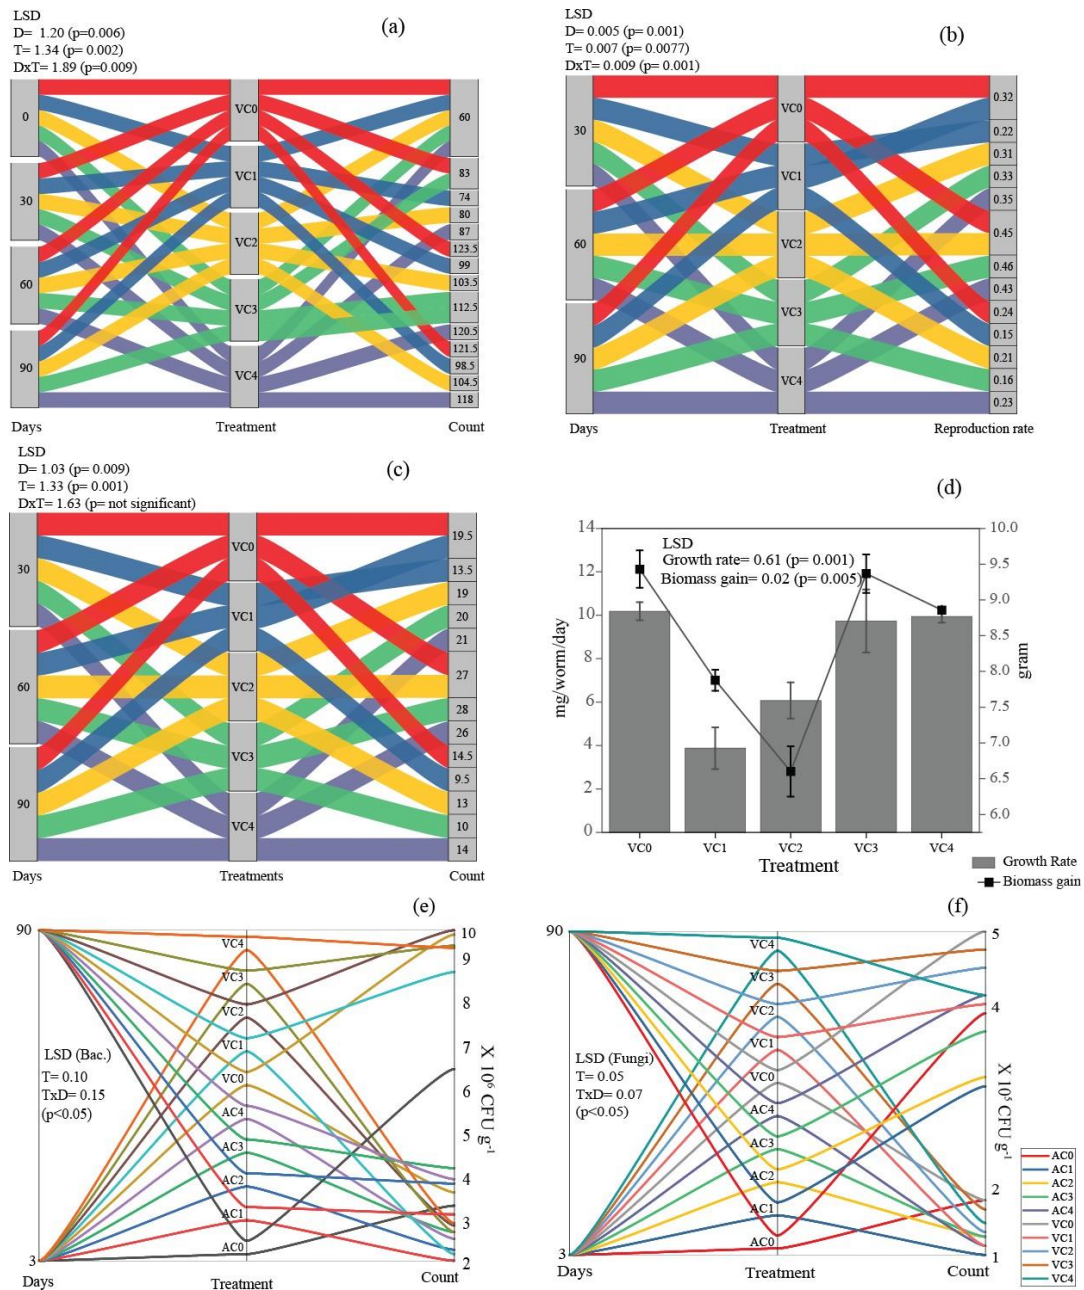 LSD
D= 1.20 (p=0.006)
T= 1.34 (p= 0.002)
DxT= 1.89 (p=0.009)
(a)
0
30
60
90
VC0
VC1
VC2
VC3
VC4
60
83
74
80
87
123.5
99
103.5
112.5
120.5
121.5
98.5
104.5
118
Days
Treatment
Count
LSD
D= 0.005 (p= 0.001)
T= 0.007 (p= 0.0077)
DxT= 0.009 (p= 0.001)
(b)
30
60
90
VC0
VC1
VC2
VC3
VC4
0.32
0.22
0.31
0.33
0.35
0.45
0.46
0.43
0.24
0.15
0.21
0.16
0.23
Days
Treatment
Reproduction rate
LSD
D= 1.03 (p= 0.009)
T= 1.33 (p= 0.001)
DxT= 1.63 (p= not significant)
(c)
30
60
90
VC0
VC1
VC2
VC3
VC4
19.5
13.5
19
20
21
27
28
26
14.5
9.5
13
10
14
Days
Treatments
Count
(d)
LSD
Growth rate= 0.61 (p= 0.001)
Biomass gain= 0.02 (p= 0.005)
14
12
10
8
6
4
2
0
mg/worm/day
10.0
9.5
9.0
8.5
8.0
7.5
7.0
6.5
6.0
gram
VC0
VC1
VC2
VC3
VC4
Treatment
Growth Rate
Biomass gain
(e)
90
3
LSD (Bac.)
T= 0.10
TxD= 0.15
(p<0.05)
VC4
VC3
VC2
VC1
VC0
AC4
AC3
AC2
AC1
AC0
10
9
8
7
6
5
4
3
2
X 10⁶ CFU g⁻¹
Days
Treatment
Count
(f)
90
3
LSD (Fungi)
T= 0.05
TxD= 0.07
(p<0.05)
VC4
VC3
VC2
VC1
VC0
AC4
AC3
AC2
AC1
AC0
5
4
2
1
X 10⁵ CFU g⁻¹
Days
Treatment
Count
AC0
AC1
AC2
AC3
AC4
VC0
VC1
VC2
VC3
VC4